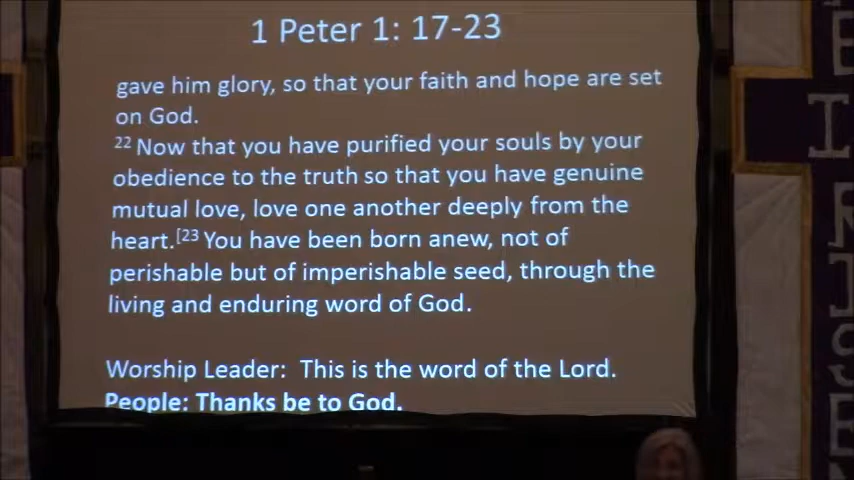 1 Peter 1: 17-23
gave him glory, so that your faith and hope are set
on God.
22 Now that you have purified your souls by your
obedience to the truth so that you have genuine
mutual love, love one another deeply from the
heart.[23 You have been born anew, not of
perishable but of imperishable seed, through the
living and enduring word of God.
Worship Leader: This is the word of the Lord.
People: Thanks be to God.